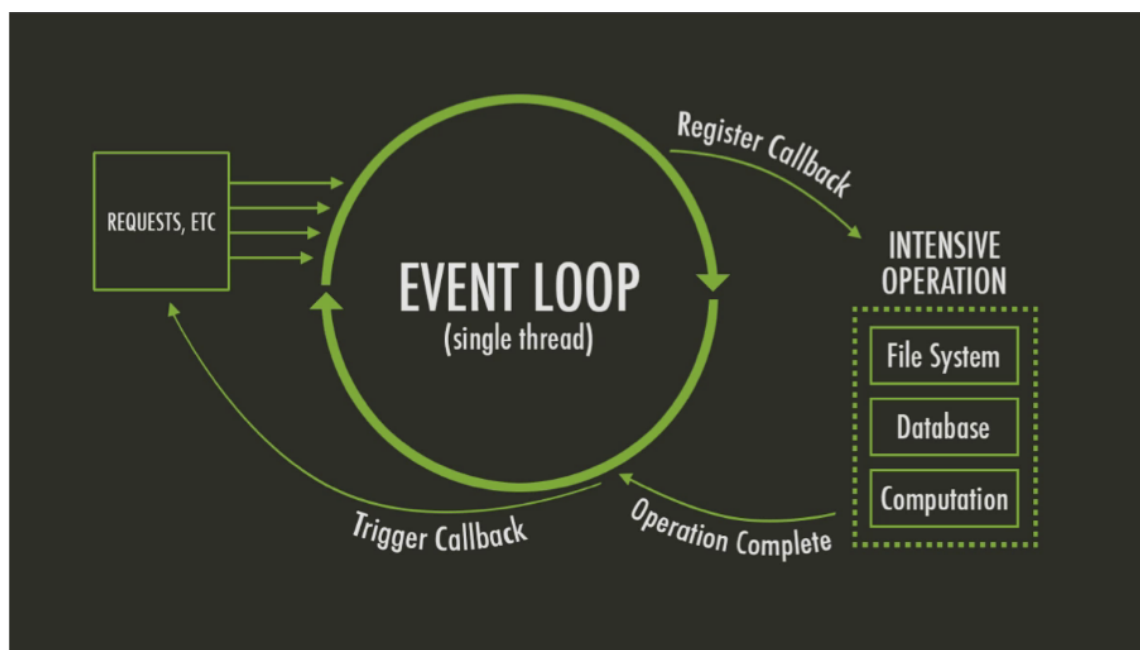 REQUESTS, ETC
EVENT LOOP
(single thread)
Register Callback
INTENSIVE
OPERATION
File System
Database
Computation
Operation Complete
Trigger Callback